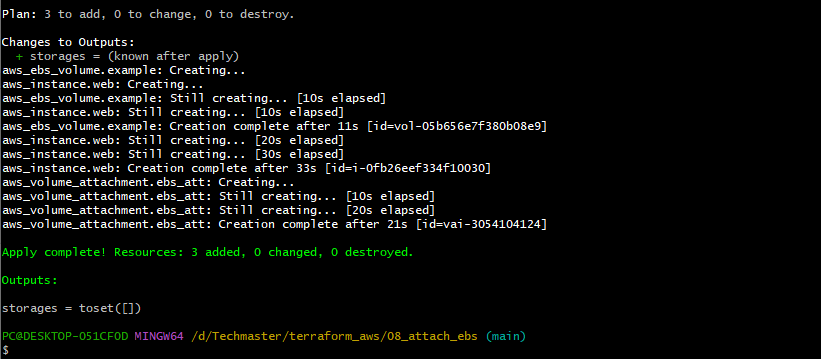 Plan: 3 to add, 0 to change, 0 to destroy.
Changes to Outputs:
+ storages = (known after apply)
aws_ebs_volume.example: Creating...
aws_instance.web: Creating...
aws_ebs_volume.example: Still creating... [10s elapsed]
aws_instance.web: Still creating... [10s elapsed]
aws_ebs_volume.example: Creation complete after 11s [id=vol-05b656e7f380b08e9]
aws_instance.web: Still creating... [20s elapsed]
aws_instance.web: Still creating... [30s elapsed]
aws_instance.web: Creation complete after 33s [id=i-0fb26eef334f10030]
aws_volume_attachment.ebs_att: Creating...
aws_volume_attachment.ebs_att: Still creating... [10s elapsed]
aws_volume_attachment.ebs_att: Still creating... [20s elapsed]
aws_volume_attachment.ebs_att: Creation complete after 21s [id=vai-3054104124]
Apply complete! Resources: 3 added, 0 changed, 0 destroyed.
Outputs:
storages = toset([])
PC@DESKTOP-051CFOD MINGW64 /d/Techmaster/terraform_aws/08_attach_ebs (main)
$